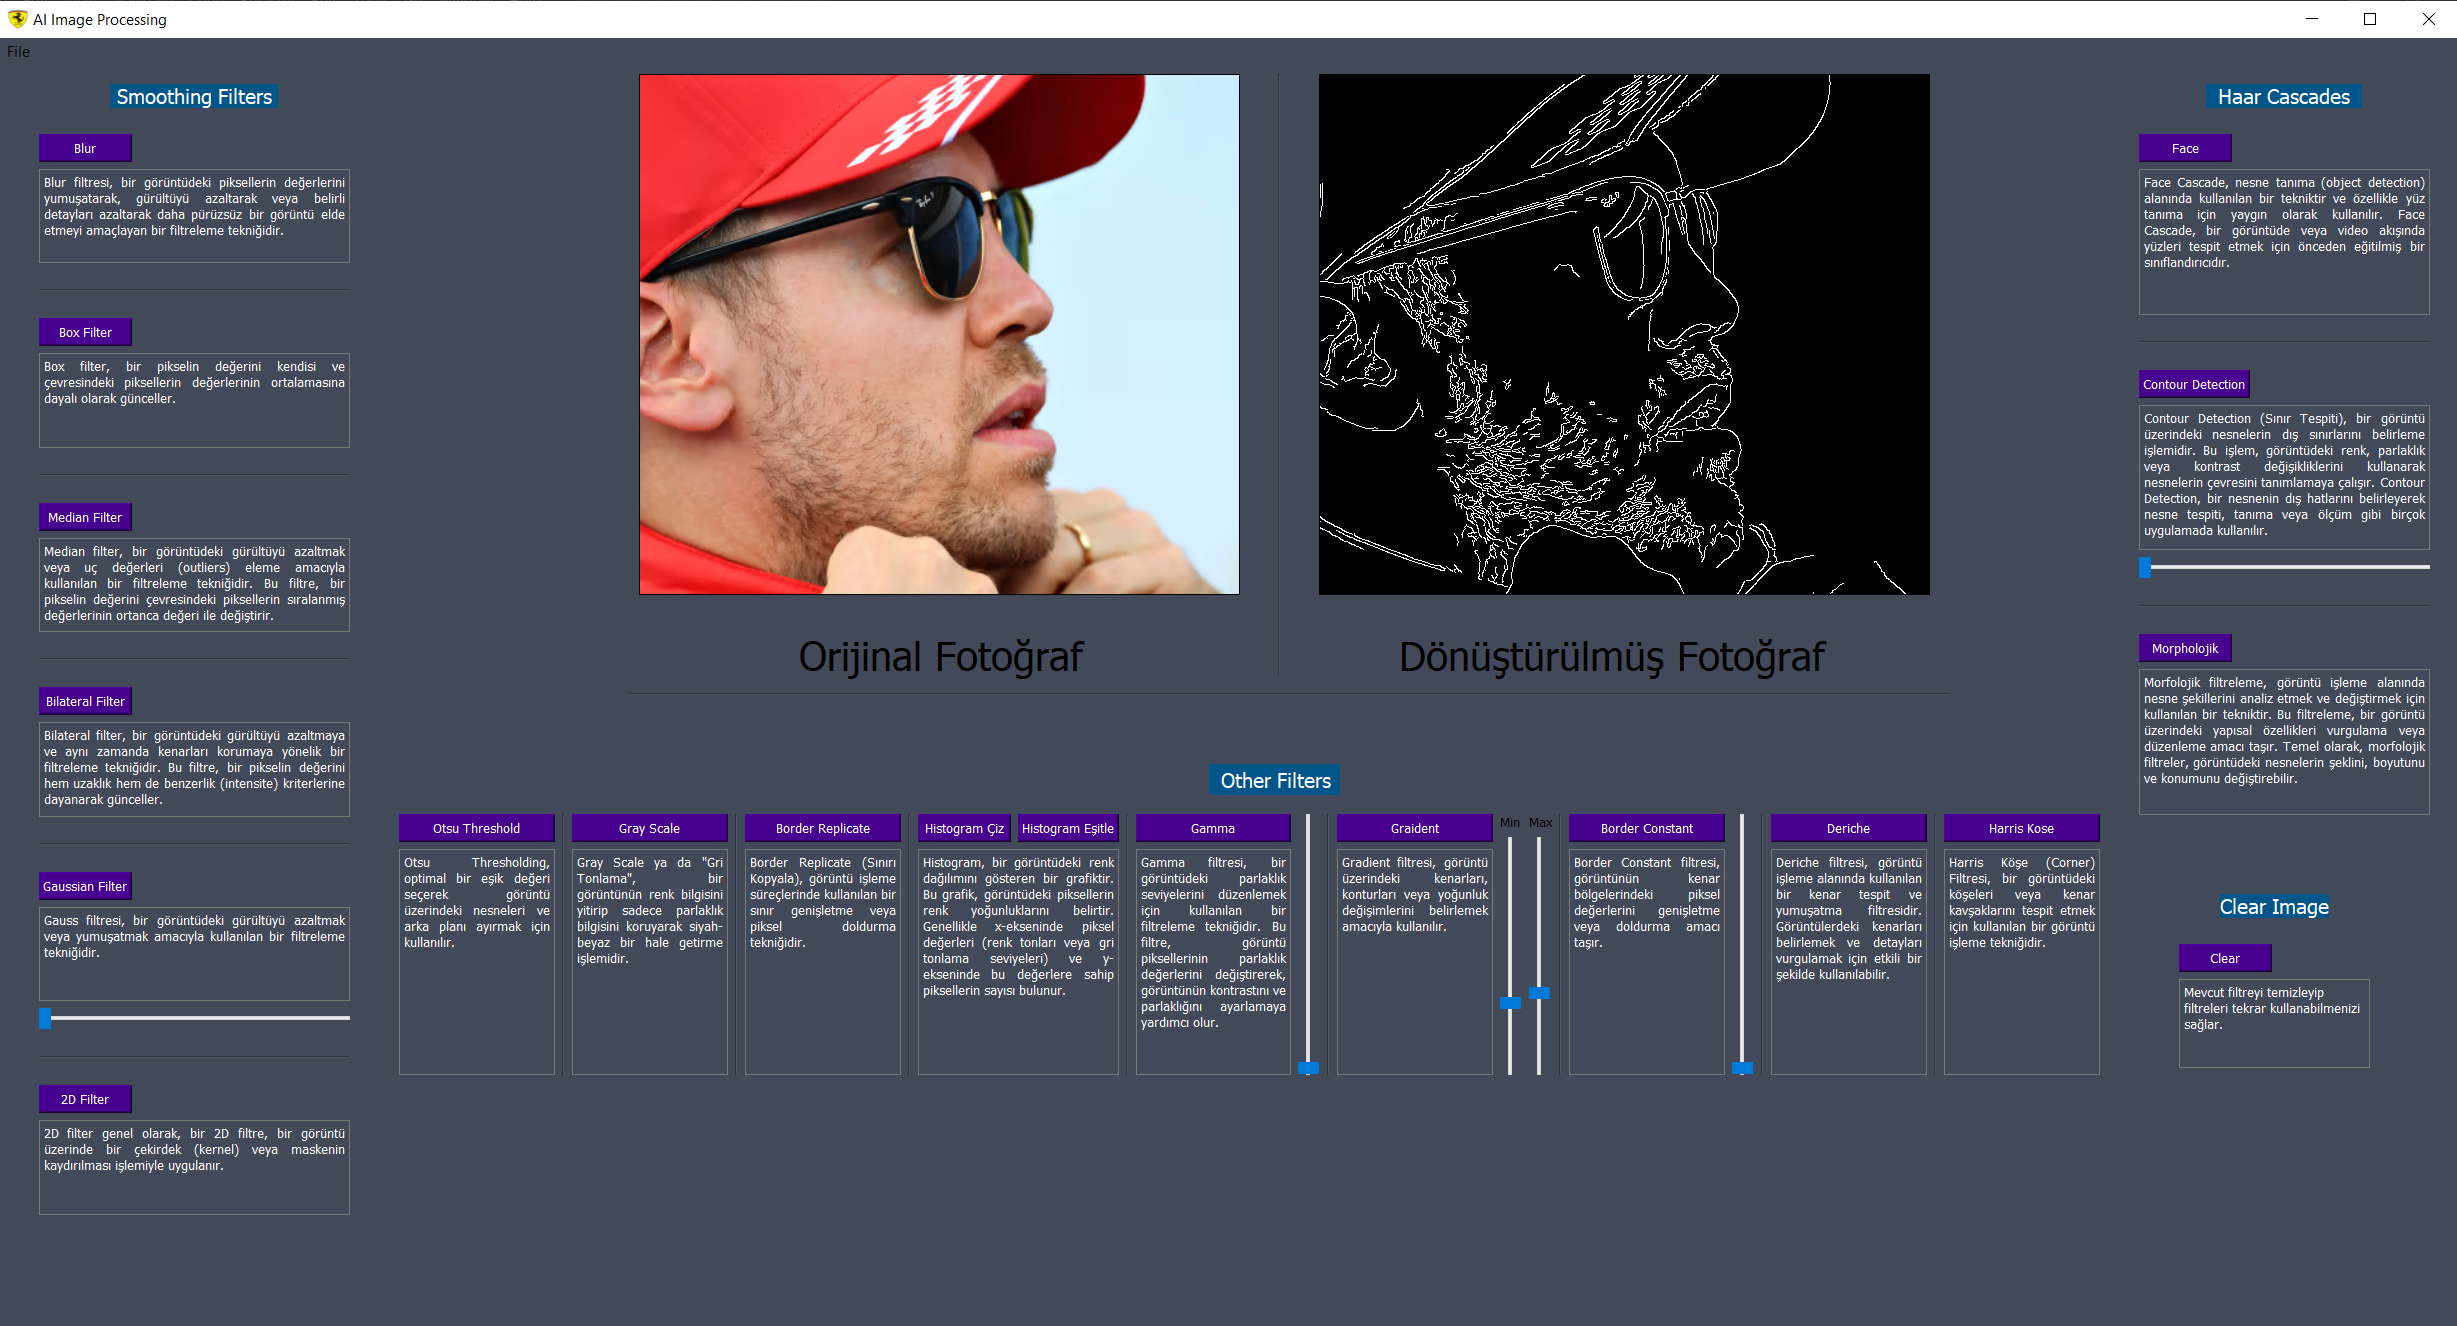 AI Image Processing
File
Smoothing Filters
Blur
Blur filtresi, bir görüntüdeki piksellerin değerlerini
yumuşatarak, gürültüyü azaltarak veya belirli
detayları azaltarak daha pürüzsüz bir görüntü elde
etmeyi amaçlayan bir filtreleme tekniğidir.
Box Filter
Box filter, bir pikselin değerini kendisi ve
çevresindeki piksellerin değerlerinin ortalamasına
dayalı olarak günceller.
Median Filter
Median filter, bir görüntüdeki gürültüyü azaltmak
veya uç değerleri (outliers) eleme amacıyla
kullanılan bir filtreleme tekniğidir. Bu filtre, bir
pikselin değerini çevresindeki piksellerin sıralanmış
değerlerinin ortanca değeri ile değiştirir.
Bilateral Filter
Bilateral filter, bir görüntüdeki gürültüyü azaltmaya
ve aynı zamanda kenarları korumaya yönelik bir
filtreleme tekniğidir. Bu filtre, bir pikselin değerini
hem uzaklık hem de benzerlik (intensite) kriterlerine
dayanarak günceller.
Gaussian Filter
Gauss filtresi, bir görüntüdeki gürültüyü azaltmak
veya yumuşatmak amacıyla kullanılan bir filtreleme
tekniğidir.
2D Filter
2D filter genel olarak, bir 2D filtre, bir görüntü
üzerinde bir çekirdek (kernel) veya maskenin
kaydırılması işlemiyle uygulanır.
Ray-Ban
Orijinal Fotoğraf
Dönüştürülmüş Fotoğraf
Other Filters
Otsu Threshold
Otsu Thresholding,
optimal bir eşik değeri
seçerek görüntü
üzerindeki nesneleri ve
arka planı ayırmak için
kullanılır.
Gray Scale
Gray Scale ya da "Gri
Tonlama", bir
görüntünün renk bilgisini
yitirip sadece parlaklık
bilgisini koruyarak siyah-
beyaz bir hale getirme
işlemidir.
Border Replicate
Border Replicate (Sınırı
Kopyala), görüntü işleme
süreçlerinde kullanılan bir
sınır genişletme veya
piksel doldurma
tekniğidir.
Histogram Çiz
Histogram Eşitle
Histogram, bir görüntüdeki renk
dağılımını gösteren bir grafiktir.
Bu grafik, görüntüdeki piksellerin
renk yoğunluklarını belirtir.
Genellikle x-ekseninde piksel
değerleri (renk tonları veya gri
tonlama seviyeleri) ve y-
ekseninde bu değerlere sahip
piksellerin sayısı bulunur.
Gamma
Gamma filtresi, bir
görüntüdeki parlaklık
seviyelerini düzenlemek
için kullanılan bir
filtreleme tekniğidir. Bu
filtre, görüntü
piksellerinin parlaklık
değerlerini değiştirerek,
görüntünün kontrastını ve
parlaklığını ayarlamaya
yardımcı olur.
Graident
Gradient filtresi, görüntü
üzerindeki kenarları,
konturları veya yoğunluk
değişimlerini belirlemek
amacıyla kullanılır.
Min Max
Border Constant
Border Constant filtresi,
görüntünün kenar
bölgelerindeki piksel
değerlerini genişletme
veya doldurma amacı
taşır.
Deriche
Deriche filtresi, görüntü
işleme alanında kullanılan
bir kenar tespit ve
yumuşatma filtresidir.
Görüntülerdeki kenarları
belirlemek ve detayları
vurgulamak için etkili bir
şekilde kullanılabilir.
Harris Kose
Harris Köşe (Corner)
Filtresi, bir görüntüdeki
köşeleri veya kenar
kavşaklarını tespit etmek
için kullanılan bir görüntü
işleme tekniğidir.
Haar Cascades
Face
Face Cascade, nesne tanıma (object detection)
alanında kullanılan bir tekniktir ve özellikle yüz
tanıma için yaygın olarak kullanılır. Face
Cascade, bir görüntüde veya video akışında
yüzleri tespit etmek için önceden eğitilmiş bir
sınıflandırıcıdır.
Contour Detection
Contour Detection (Sınır Tespiti), bir görüntü
üzerindeki nesnelerin dış sınırlarını belirleme
işlemidir. Bu işlem, görüntüdeki renk, parlaklık
veya kontrast değişikliklerini kullanarak
nesnelerin çevresini tanımlamaya çalışır. Contour
Detection, bir nesnenin dış hatlarını belirleyerek
nesne tespiti, tanıma veya ölçüm gibi birçok
uygulamada kullanılır.
Morpholojik
Morfolojik filtreleme, görüntü işleme alanında
nesne şekillerini analiz etmek ve değiştirmek için
kullanılan bir tekniktir. Bu filtreleme, bir görüntü
üzerindeki yapısal özellikleri vurgulama veya
düzenleme amacı taşır. Temel olarak, morfolojik
filtreler, görüntüdeki nesnelerin şeklini, boyutunu
ve konumunu değiştirebilir.
Clear Image
Clear
Mevcut filtreyi temizleyip
filtreleri tekrar kullanabilmenizi
sağlar.